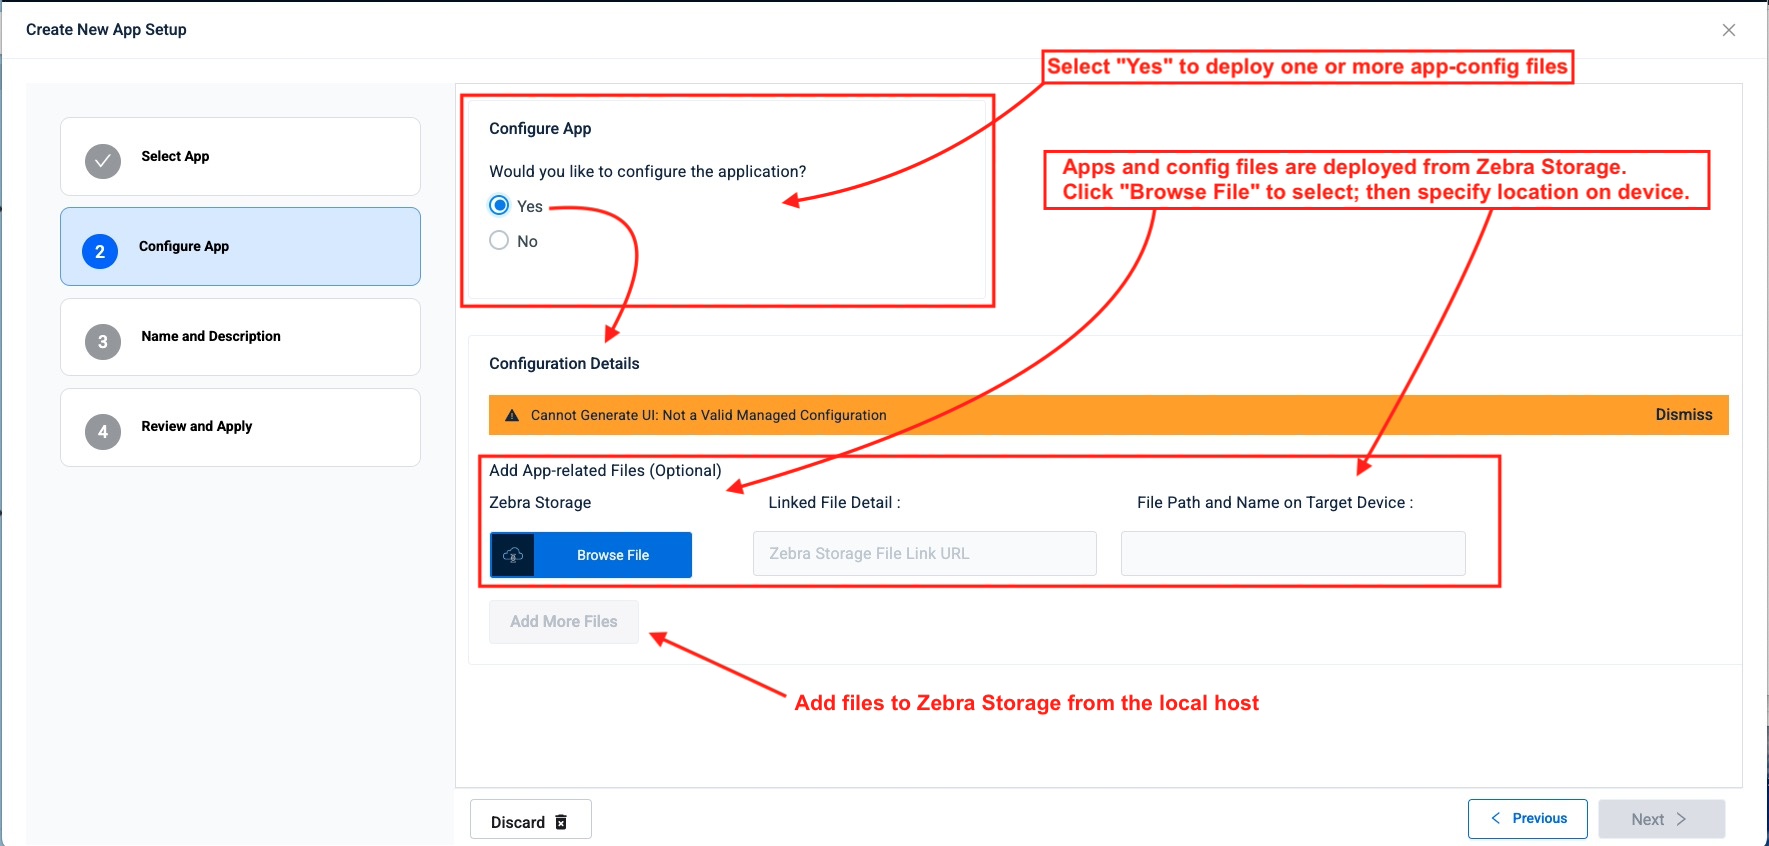 Create New App Setup
Select "Yes" to deploy one or more app-config files
Select App
2
Configure App
3
Name and Description
4
Review and Apply
Configure App
Would you like to configure the application?
Yes
No
Apps and config files are deployed from Zebra Storage.
Click "Browse File" to select; then specify location on device.
Configuration Details
Cannot Generate UI: Not a Valid Managed Configuration
Dismiss
Add App-related Files (Optional)
Zebra Storage
Linked File Detail :
File Path and Name on Target Device :
Browse File
Zebra Storage File Link URL
Add More Files
Add files to Zebra Storage from the local host
Discard
Previous
Next